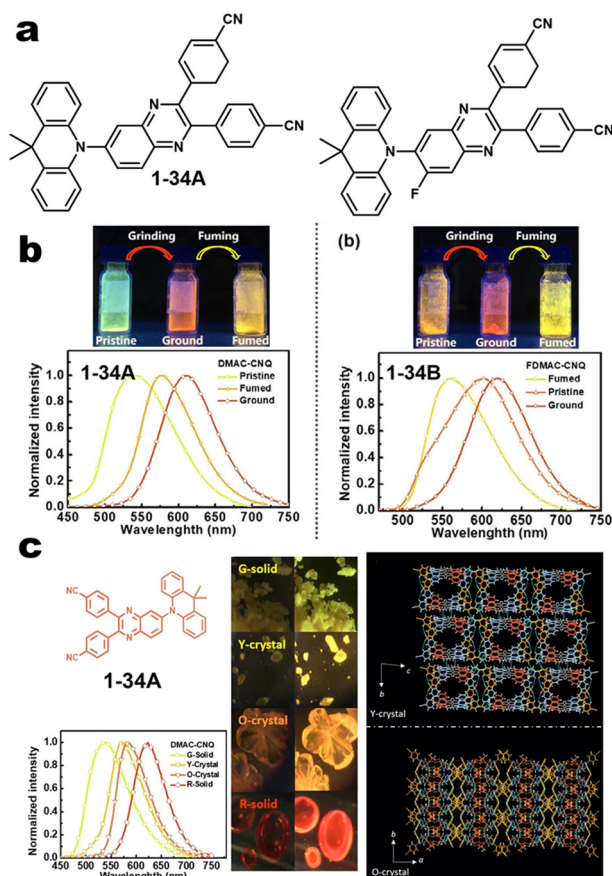 a
CN
N
N
N
CN
1-34A
CN
N
N
N
CN
F
b
Grinding
Fuming
Pristine
Ground
Fumed
1-34A
DMAC-CNQ
Pristine
Fumed
Ground
Normalized intensity
0.0
0.2
0.4
0.6
0.8
1.0
450 500 550 600 650 700 750
Wavelenghth (nm)
(b)
Grinding
Fuming
Pristine
Ground
Fumed
1-34B
FDMAC-CNQ
Fumed
Pristine
Ground
Normalized intensity
0.0
0.2
0.4
0.6
0.8
1.0
500 550 600 650 700 750
Wavelenghth (nm)
c
NC
N
N
N
NC
1-34A
DMAC-CNQ
G-Solid
Y-Crystal
O-Crystal
R-Solid
Normalized intensity
0.0
0.2
0.4
0.6
0.8
1.0
450 500 550 600 650 700 750
Wavelenghth (nm)
G-solid
Y-crystal
O-crystal
R-solid
c
b
Y-crystal
b
a
O-crystal